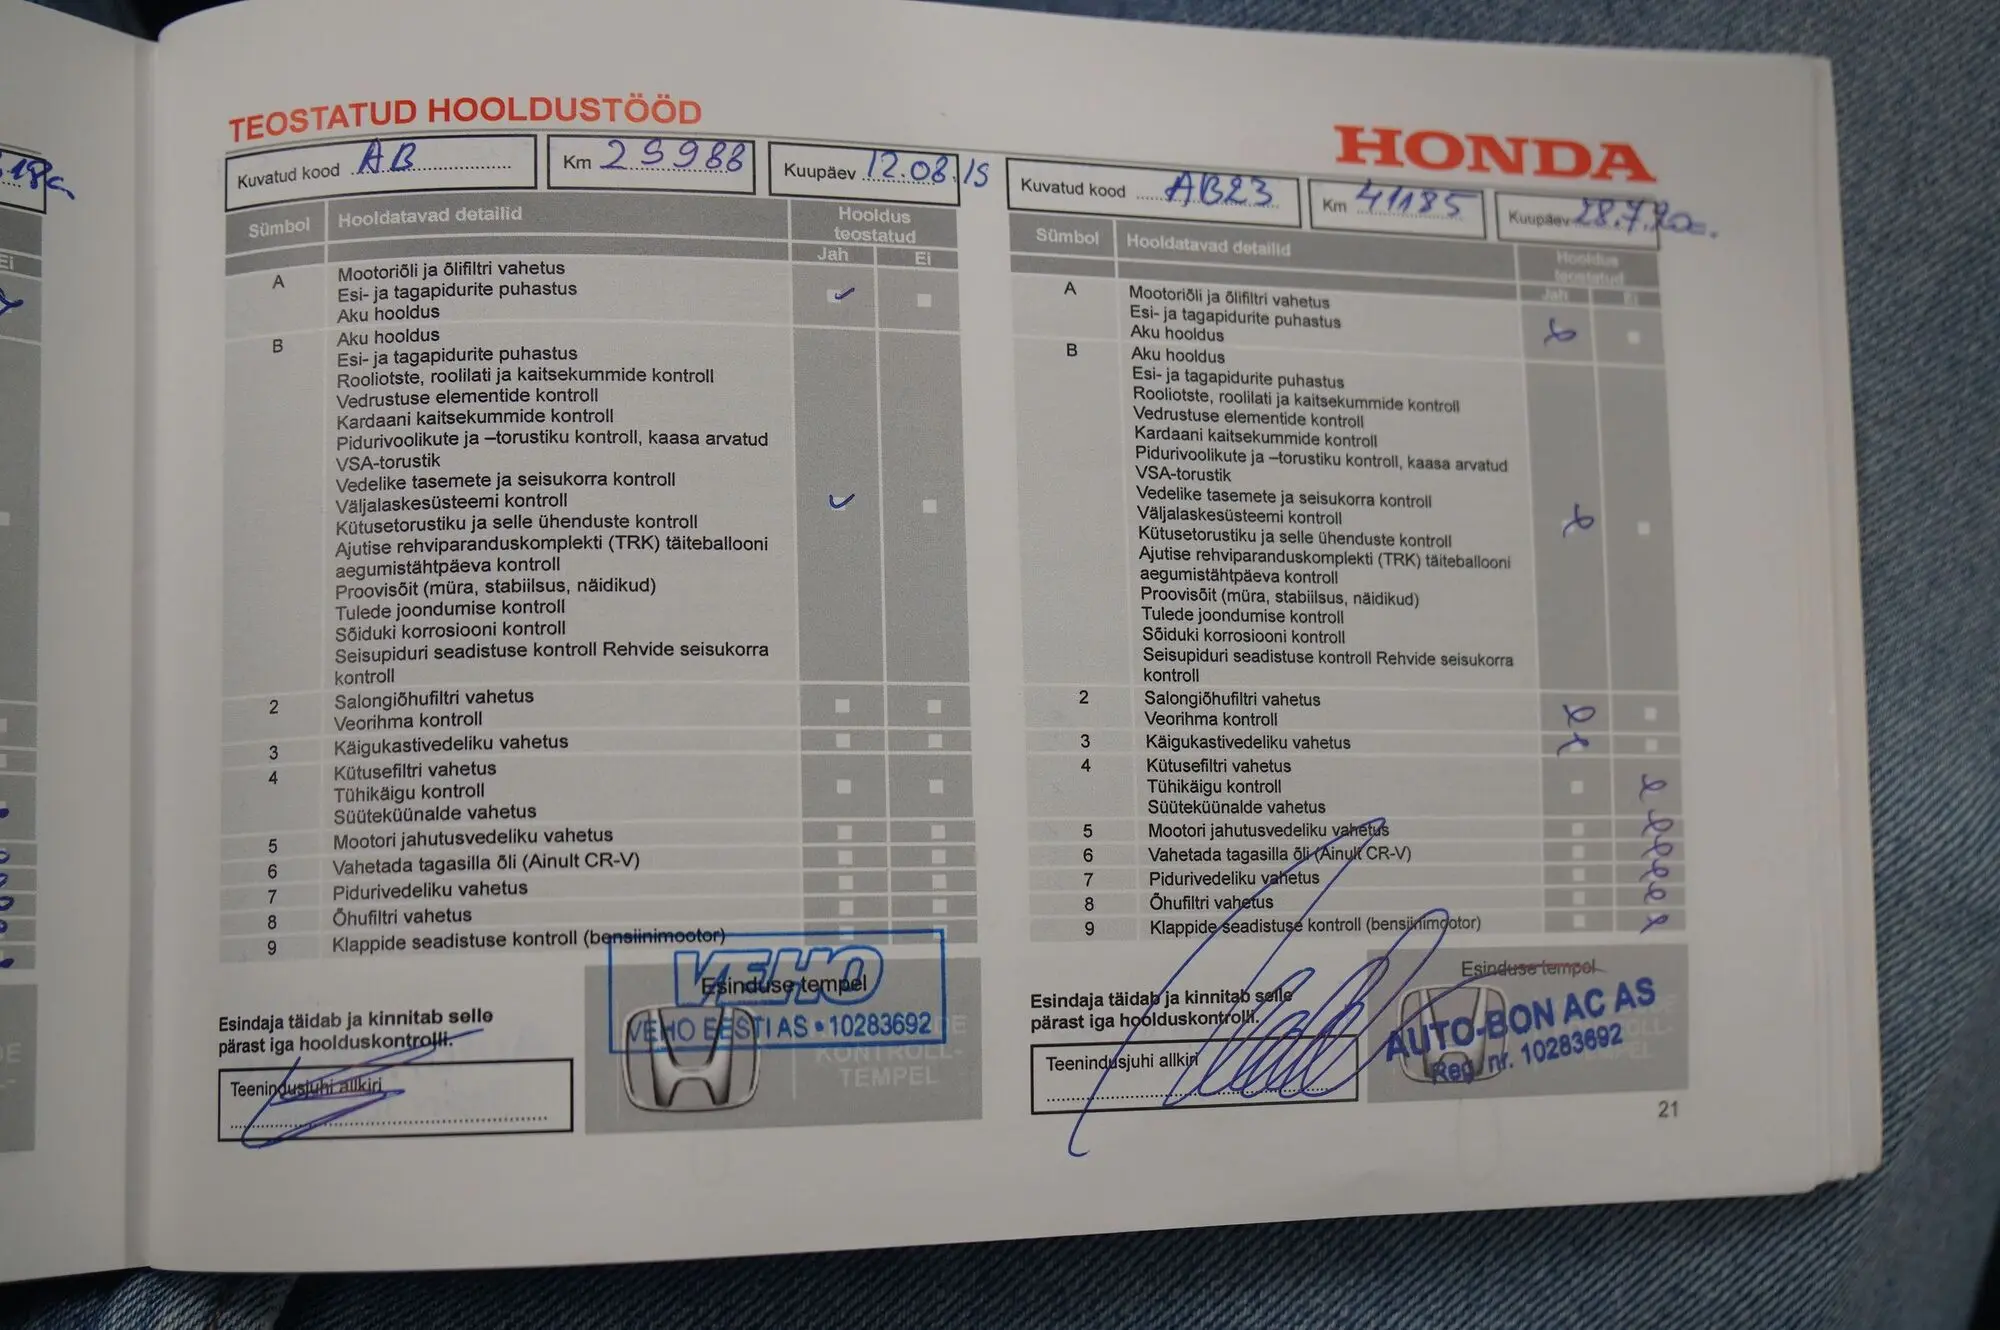 TEOSTATUD HOOLDUSTÖÖD
HONDA
Kuvatud kood AB
Km 29988
Kuupäev 12.08.19
Sümbol Hooldatavad detailid Hooldus teostatud
Jah Ei
A Mootoriõli ja õlifiltri vahetus
Esi- ja tagapidurite puhastus
Aku hooldus
B Aku hooldus
Esi- ja tagapidurite puhastus
Rooliotste, roolilati ja kaitsekummide kontroll
Vedrustuse elementide kontroll
Kardaani kaitsekummide kontroll
Pidurivoolikute ja –torustiku kontroll, kaasa arvatud
VSA-torustik
Vedelike tasemete ja seisukorra kontroll
Väljalaskesüsteemi kontroll
Kütusetorustiku ja selle ühenduste kontroll
Ajutise rehviparanduskomplekti (TRK) täiteballooni
aegumistähtpäeva kontroll
Proovisõit (müra, stabiilsus, näidikud)
Tulede joondumise kontroll
Sõiduki korrosiooni kontroll
Seisupiduri seadistuse kontroll Rehvide seisukorra
kontroll
2 Salongiõhufiltri vahetus
Veorihma kontroll
3 Käigukastivedeliku vahetus
4 Kütusefiltri vahetus
Tühikäigu kontroll
Süüteküünalde vahetus
5 Mootori jahutusvedeliku vahetus
6 Vahetada tagasilla õli (Ainult CR-V)
7 Pidurivedeliku vahetus
8 Õhufiltri vahetus
9 Klappide seadistuse kontroll (bensiinimootor)
Esindaja täidab ja kinnitab selle
pärast iga hoolduskontrolli.
Teenindusjuhi allkiri
Esinduse tempel
VEHO
VEHO EESTI AS • 10283692
KONTROLL-
TEMPEL
Kuvatud kood AB23
Km 41185
Kuupäev 28.7.20a.
Sümbol Hooldatavad detailid Hooldus teostatud
Jah Ei
A Mootoriõli ja õlifiltri vahetus
Esi- ja tagapidurite puhastus
Aku hooldus
B Aku hooldus
Esi- ja tagapidurite puhastus
Rooliotste, roolilati ja kaitsekummide kontroll
Vedrustuse elementide kontroll
Kardaani kaitsekummide kontroll
Pidurivoolikute ja –torustiku kontroll, kaasa arvatud
VSA-torustik
Vedelike tasemete ja seisukorra kontroll
Väljalaskesüsteemi kontroll
Kütusetorustiku ja selle ühenduste kontroll
Ajutise rehviparanduskomplekti (TRK) täiteballooni
aegumistähtpäeva kontroll
Proovisõit (müra, stabiilsus, näidikud)
Tulede joondumise kontroll
Sõiduki korrosiooni kontroll
Seisupiduri seadistuse kontroll Rehvide seisukorra
kontroll
2 Salongiõhufiltri vahetus
Veorihma kontroll
3 Käigukastivedeliku vahetus
4 Kütusefiltri vahetus
Tühikäigu kontroll
Süüteküünalde vahetus
5 Mootori jahutusvedeliku vahetus
6 Vahetada tagasilla õli (Ainult CR-V)
7 Pidurivedeliku vahetus
8 Õhufiltri vahetus
9 Klappide seadistuse kontroll (bensiinimootor)
Esindaja täidab ja kinnitab selle
pärast iga hoolduskontrolli.
Teenindusjuhi allkiri
Esinduse tempel
AUTO-BON AC AS
Reg. nr. 10283692
TEMPEL
21